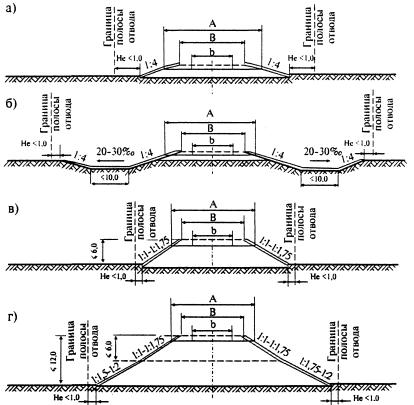 а)
Граница
полосы
отвода
Не <1,0
1:4
А
В
b
1:4
Не <1,0
Граница
полосы
отвода
б)
Граница
полосы
отвода
Не <1,0
1:4
20-30‰
<10,0
1:4
А
В
b
1:4
20-30‰
<10,0
1:4
Не <1,0
Граница
полосы
отвода
в)
Граница
полосы
отвода
≤ 6,0
Не<1,0
1:1-1:1,75
А
В
b
1:1-1:1,75
Не<1,0
Граница
полосы
отвода
г)
Граница
полосы
отвода
≤ 12,0
≤ 6,0
Не <1,0
1:1,5-1:2
1:1-1:1,75
А
В
b
1:1-1:1,75
1:1,75-1:2
Не <1,0
Граница
полосы
отвода